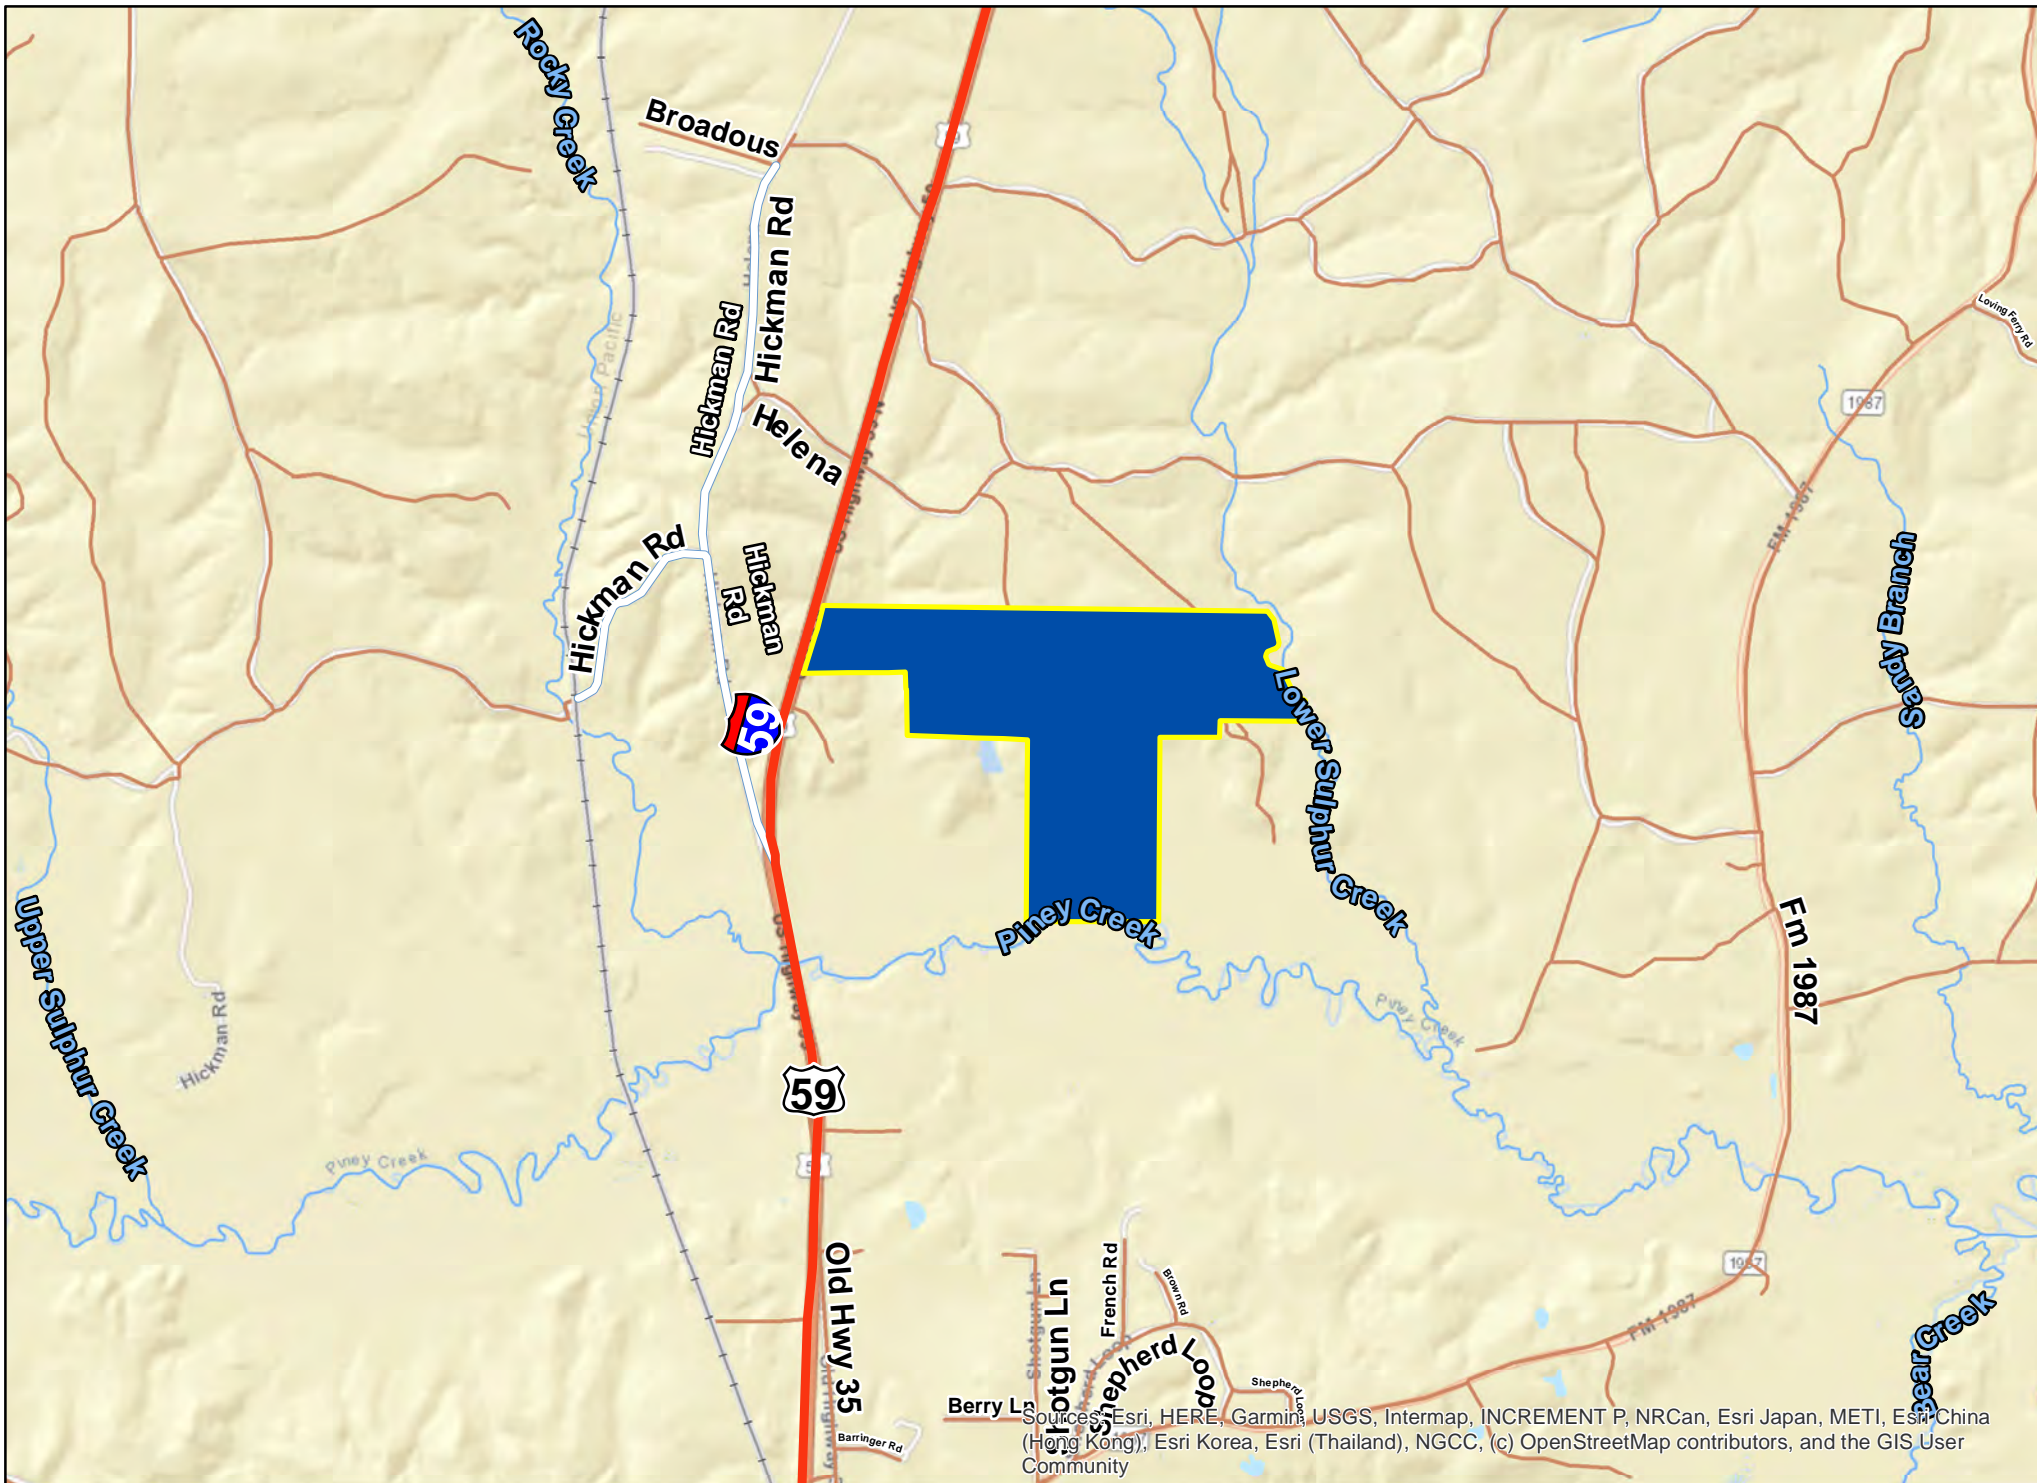 Rocky Creek
Broadous
Hickman Rd
Hickman Rd
Union Pacific
Helena
Loving Ferry Rd
1987
FM 1987
Hickman Rd
Hickman
Rd
Sandy Branch
59
Lower Sulphur Creek
Piney Creek
Upper Sulphur Creek
Fm 1987
Hickman Rd
Piney Creek
59
Piney Creek
Old Hwy 35
Shotgun Ln
Shotgun Ln
French Rd
Brown Rd
1987
FM 1987
Shepherd Loop
Shepherd Loop
Bear Creek
Berry Ln
Barringer Rd
Sources: Esri, HERE, Garmin, USGS, Intermap, INCREMENT P, NRCan, Esri Japan, METI, Esri China
(Hong Kong), Esri Korea, Esri (Thailand), NGCC, (c) OpenStreetMap contributors, and the GIS User
Community